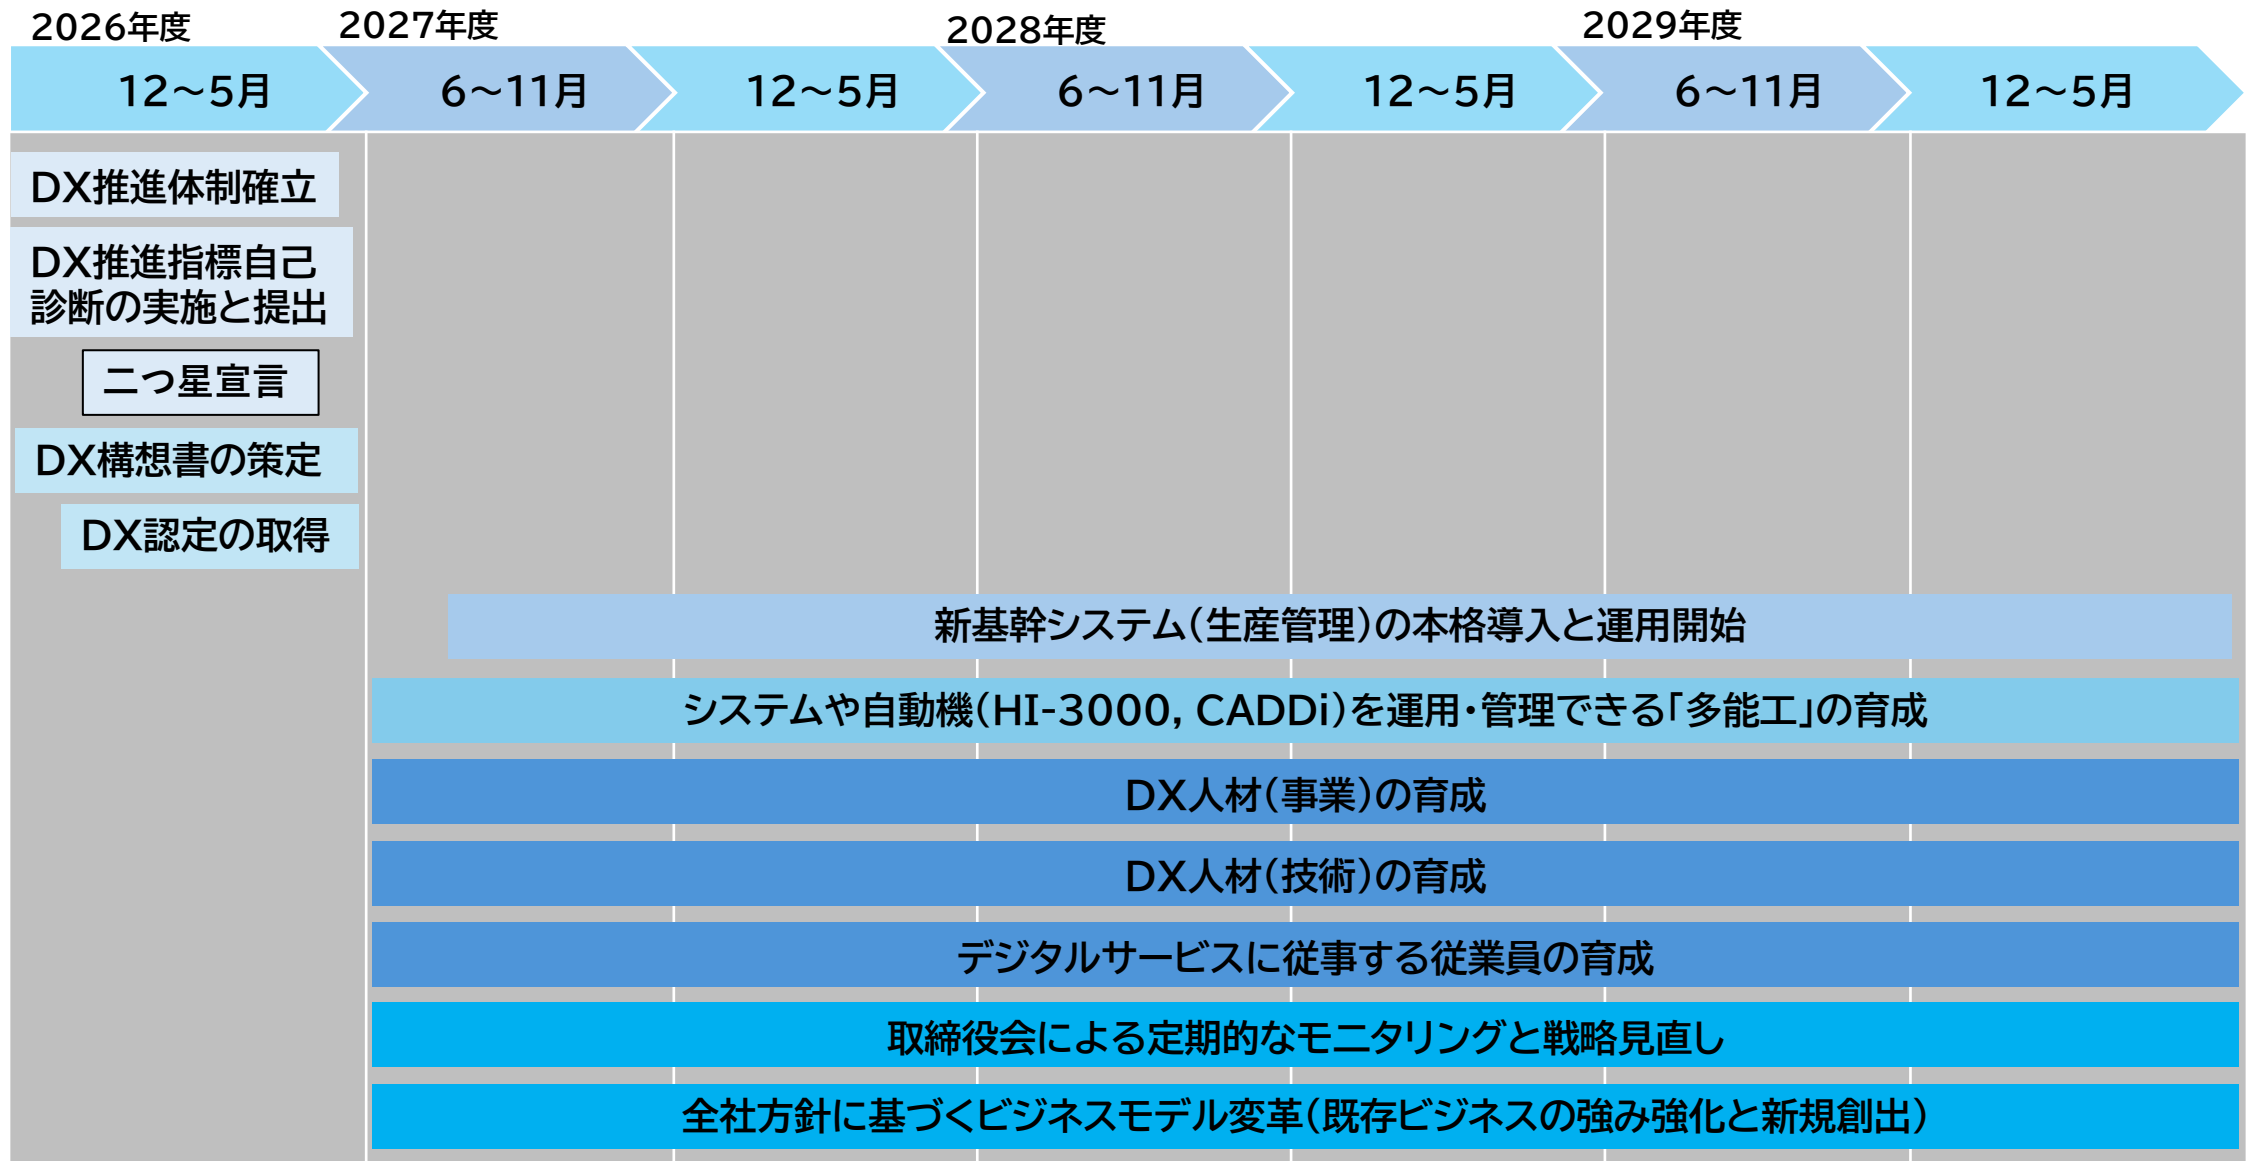 2026年度
2027年度
2028年度
2029年度
12～5月
6～11月
12～5月
6～11月
12～5月
6～11月
12～5月
DX推進体制確立
DX推進指標自己
診断の実施と提出
二つ星宣言
DX構想書の策定
DX認定の取得
新基幹システム（生産管理）の本格導入と運用開始
システムや自動機（HI-3000, CADDi）を運用・管理できる「多能工」の育成
DX人材（事業）の育成
DX人材（技術）の育成
デジタルサービスに従事する従業員の育成
取締役会による定期的なモニタリングと戦略見直し
全社方針に基づくビジネスモデル変革（既存ビジネスの強み強化と新規創出）